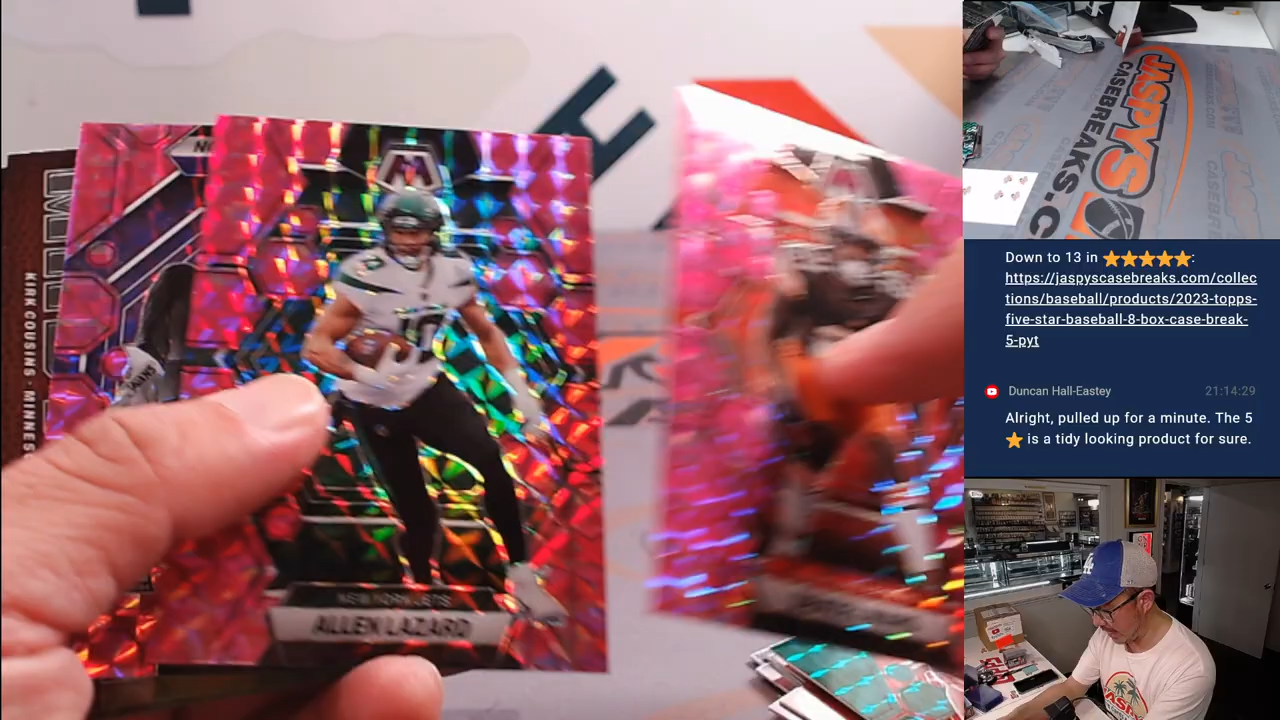 KIRK COUSINS · MINNES
NEW YORK JETS
ALLEN LAZARD
JASPYS
CASEBREAKS.C
Down to 13 in ⭐⭐⭐⭐⭐:
https://jaspyscasebreaks.com/collec
tions/baseball/products/2023-topps-
five-star-baseball-8-box-case-break-
5-pyt
Duncan Hall-Eastey 21:14:29
Alright, pulled up for a minute. The 5
⭐ is a tidy looking product for sure.